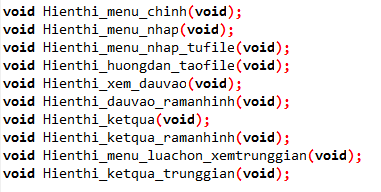 void Hienthi_menu_chinh(void);
void Hienthi_menu_nhap(void);
void Hienthi_menu_nhap_tufile(void);
void Hienthi_huongdan_taofile(void);
void Hienthi_xem_dauvao(void);
void Hienthi_dauvao_ramanhinh(void);
void Hienthi_ketqua(void);
void Hienthi_ketqua_ramanhinh(void);
void Hienthi_menu_luachon_xemtrunggian(void);
void Hienthi_ketqua_trunggian(void);